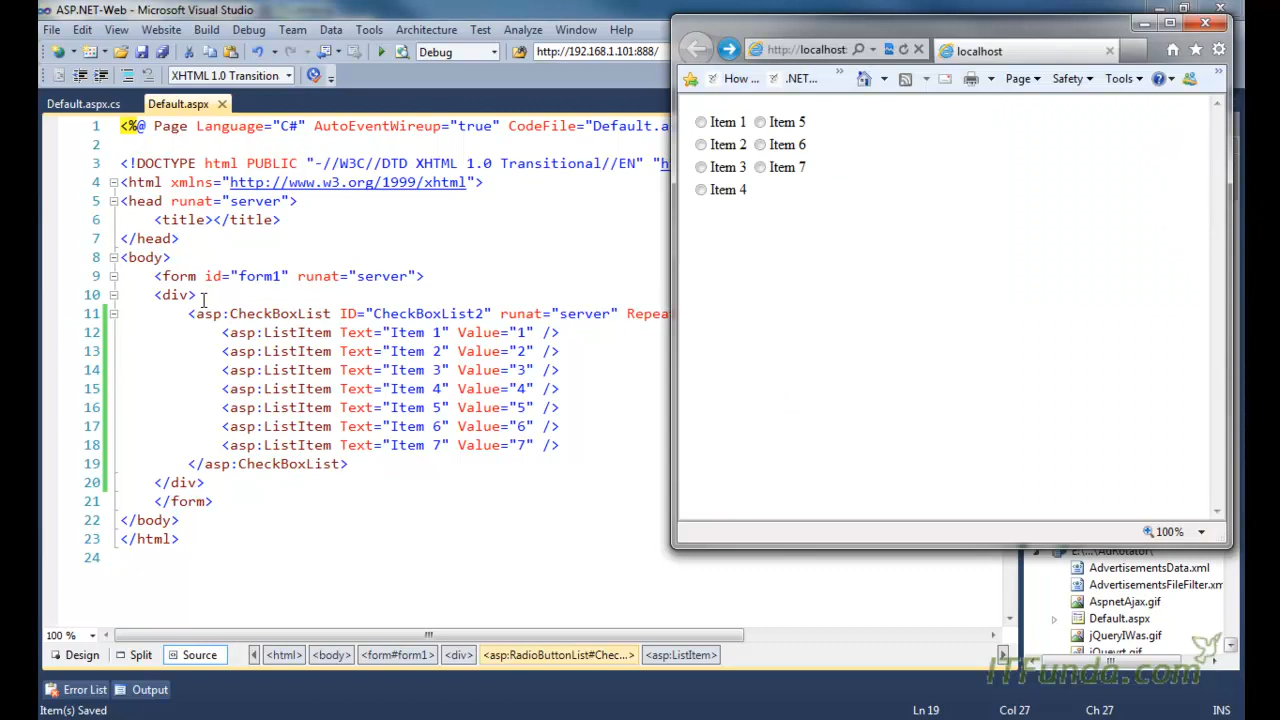 ASP.NET-Web - Microsoft Visual Studio
File Edit View Website Build Debug Team Data Tools Architecture Test Analyze Window Help
Debug http://192.168.1.101:888/
XHTML 1.0 Transition
Default.aspx.cs Default.aspx
1 <%@ Page Language="C#" AutoEventWireup="true" CodeFile="Default.a
2
3 <!DOCTYPE html PUBLIC "-//W3C//DTD XHTML 1.0 Transitional//EN" "h
4 <html xmlns="http://www.w3.org/1999/xhtml">
5 <head runat="server">
6 <title></title>
7 </head>
8 <body>
9 <form id="form1" runat="server">
10 <div>
11 <asp:CheckBoxList ID="CheckBoxList2" runat="server" Repea
12 <asp:ListItem Text="Item 1" Value="1" />
13 <asp:ListItem Text="Item 2" Value="2" />
14 <asp:ListItem Text="Item 3" Value="3" />
15 <asp:ListItem Text="Item 4" Value="4" />
16 <asp:ListItem Text="Item 5" Value="5" />
17 <asp:ListItem Text="Item 6" Value="6" />
18 <asp:ListItem Text="Item 7" Value="7" />
19 </asp:CheckBoxList>
20 </div>
21 </form>
22 </body>
23 </html>
24
100 %
Design Split Source <html> <body> <form#form1> <div> <asp:RadioButtonList#Chec...> <asp:ListItem>
Error List Output
Item(s) Saved Ln 19 Col 27 Ch 27 INS
http://localhost: localhost
How ... .NET... Page Safety Tools
Item 1 Item 5
Item 2 Item 6
Item 3 Item 7
Item 4
100%
E:\...\AdRotator\
AdvertisementsData.xml
AdvertisementsFileFilter.xm
AspnetAjax.gif
Default.aspx
jQueryIWas.gif
ITFunda.com